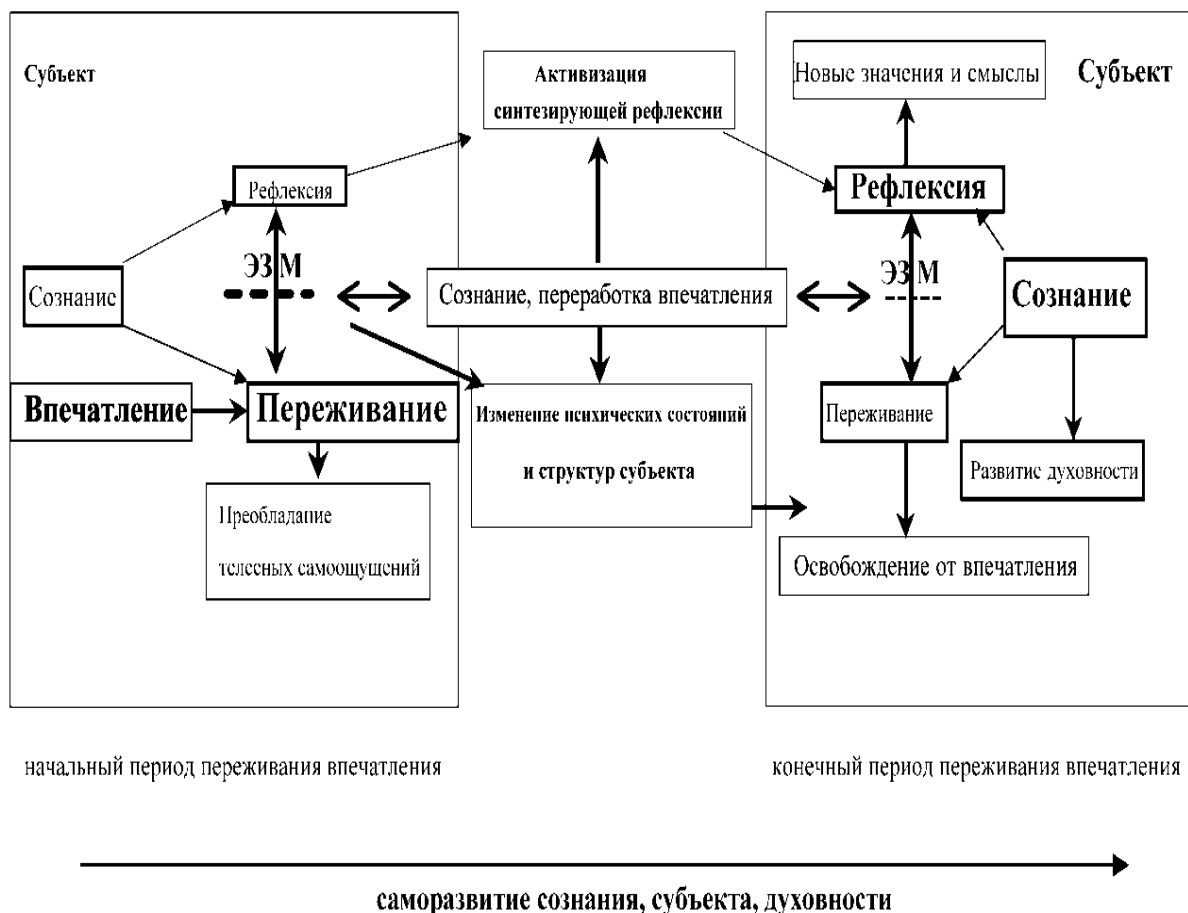 Субъект
Рефлексия
ЭЗ М
Сознание
Впечатление
Переживание
Преобладание
телесных самоощущений
Активизация
синтезирующей рефлексии
Сознание, переработка впечатления
Изменение психических состояний
и структур субъекта
Новые значения и смыслы
Субъект
Рефлексия
ЭЗ М
Сознание
Переживание
Развитие духовности
Освобождение от впечатления
начальный период переживания впечатления
конечный период переживания впечатления
саморазвитие сознания, субъекта, духовности